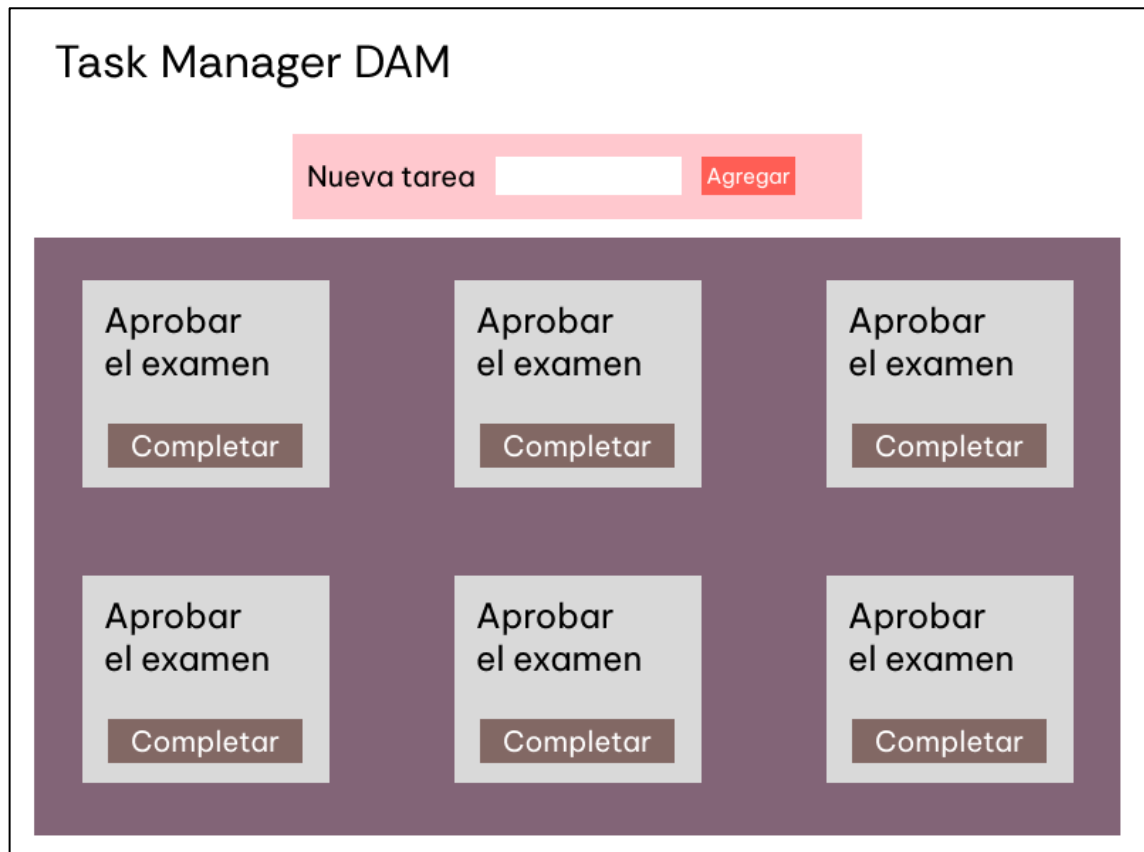 Task Manager DAM
Nueva tarea
Agregar
Aprobar
el examen
Completar
Aprobar
el examen
Completar
Aprobar
el examen
Completar
Aprobar
el examen
Completar
Aprobar
el examen
Completar
Aprobar
el examen
Completar